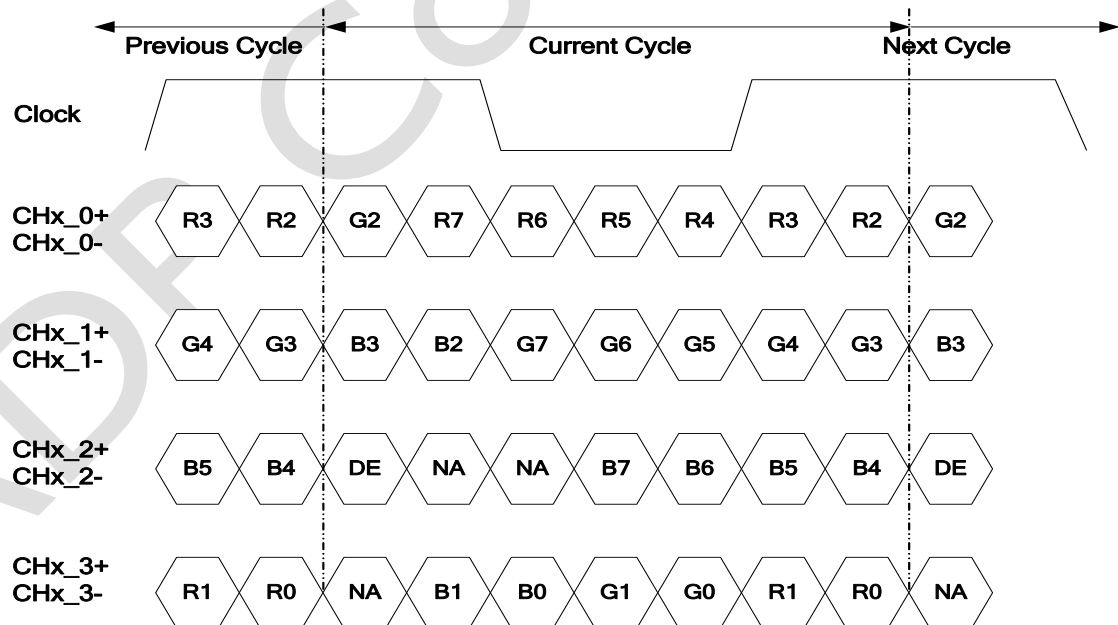 Previous Cycle Current Cycle Next Cycle
Clock
CHx_0+
CHx_0-
R3 R2 G2 R7 R6 R5 R4 R3 R2 G2
CHx_1+
CHx_1-
G4 G3 B3 B2 G7 G6 G5 G4 G3 B3
CHx_2+
CHx_2-
B5 B4 DE NA NA B7 B6 B5 B4 DE
CHx_3+
CHx_3-
R1 R0 NA B1 B0 G1 G0 R1 R0 NA